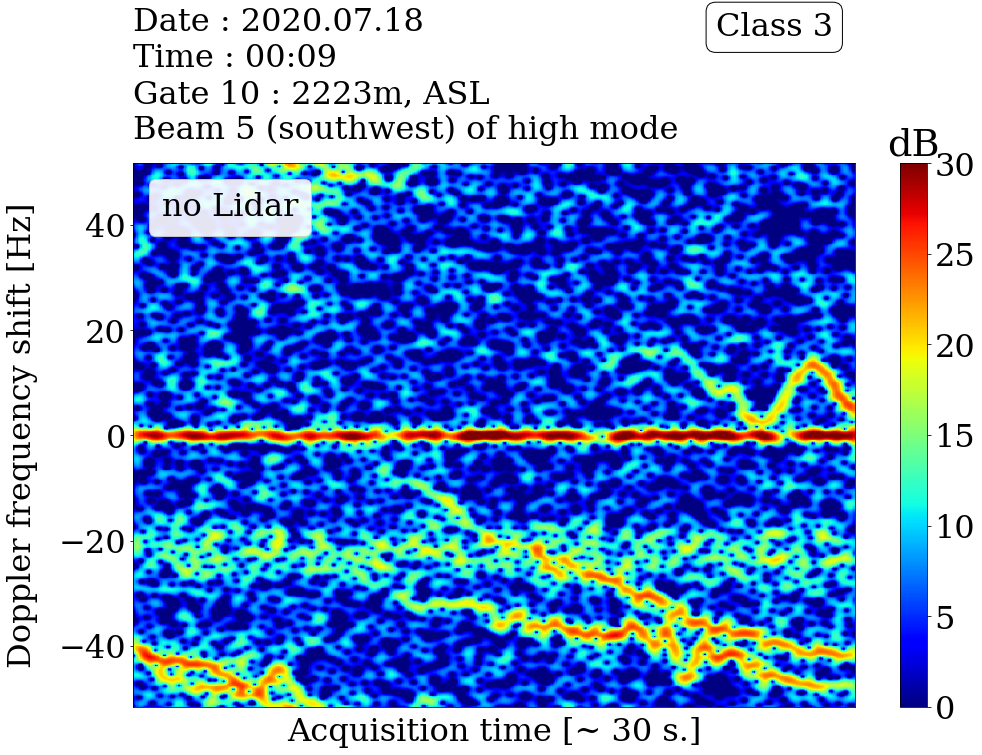 Date : 2020.07.18
Time : 00:09
Gate 10 : 2223m, ASL
Beam 5 (southwest) of high mode
Class 3
dB
no Lidar
Doppler frequency shift [Hz]
40
20
0
−20
−40
Acquisition time [~ 30 s.]
30
25
20
15
10
5
0